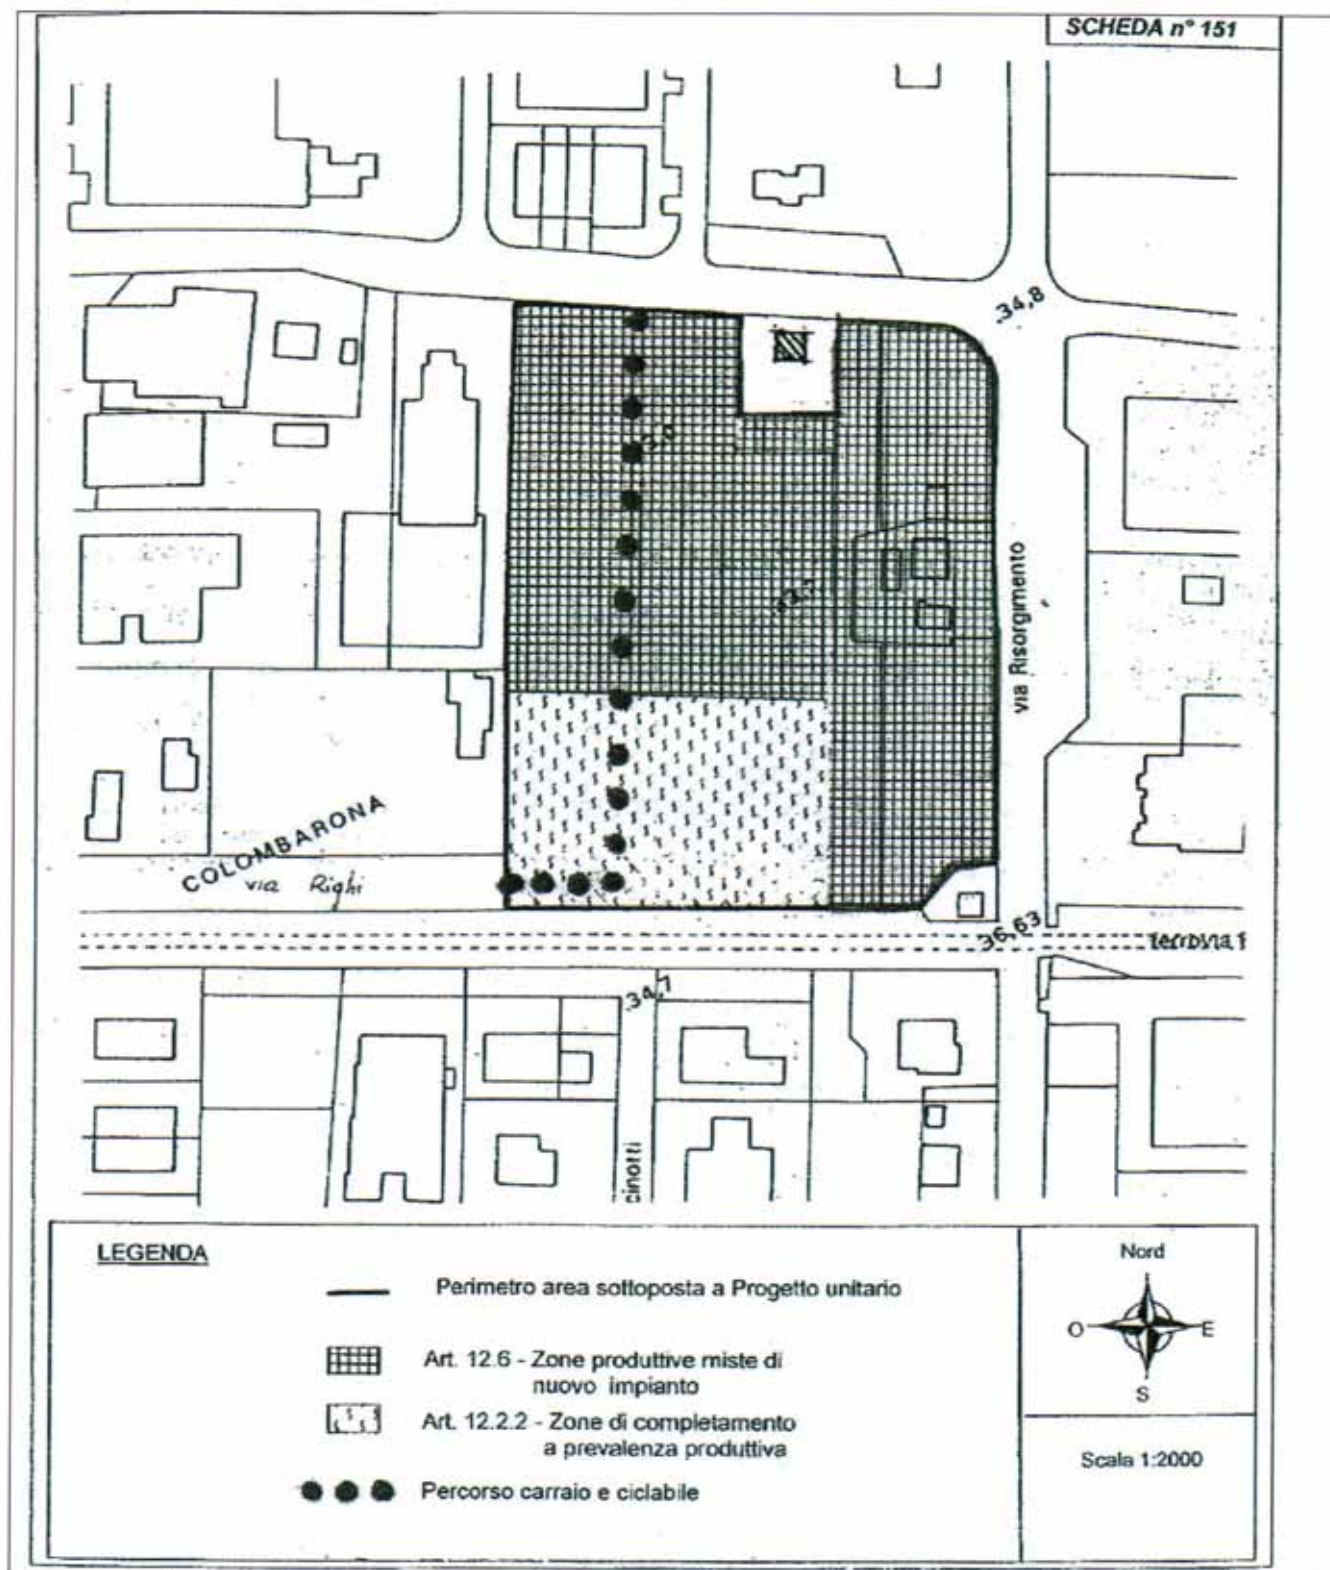 SCHEDA n° 151
34,8
via Risorgimento
COLOMBARONA
via Righi
36,63
34,7
cinotti
LEGENDA
Perimetro area sottoposta a Progetto unitario
Art. 12.6 - Zone produttive miste di
nuovo impianto
Art. 12.2.2 - Zone di completamento
a prevalenza produttiva
Percorso carraio e ciclabile
Nord
O
E
S
Scala 1:2000